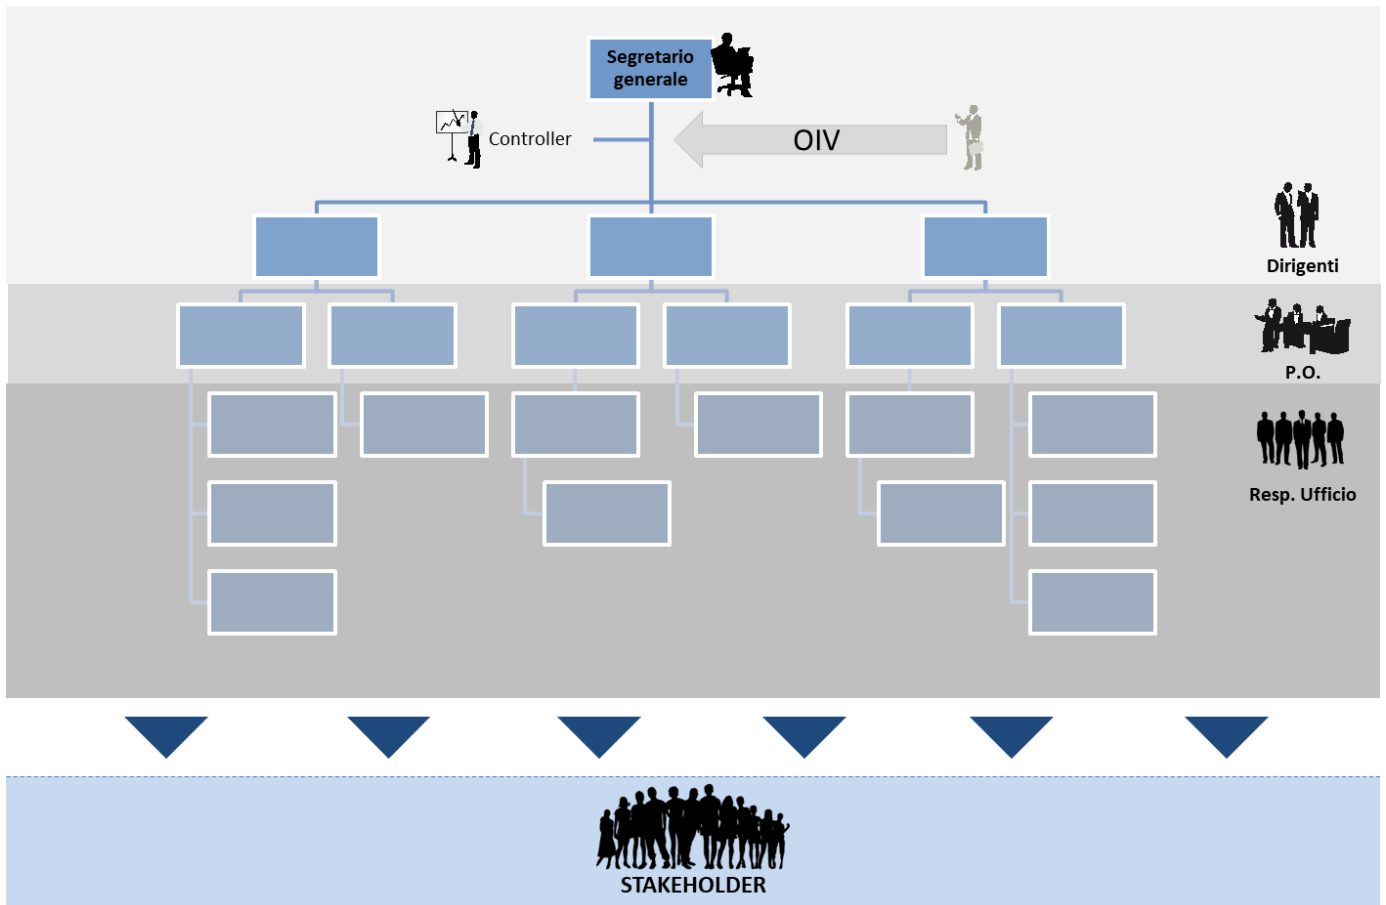 Segretario
generale
Controller
OIV
Dirigenti
P.O.
Resp. Ufficio
STAKEHOLDER